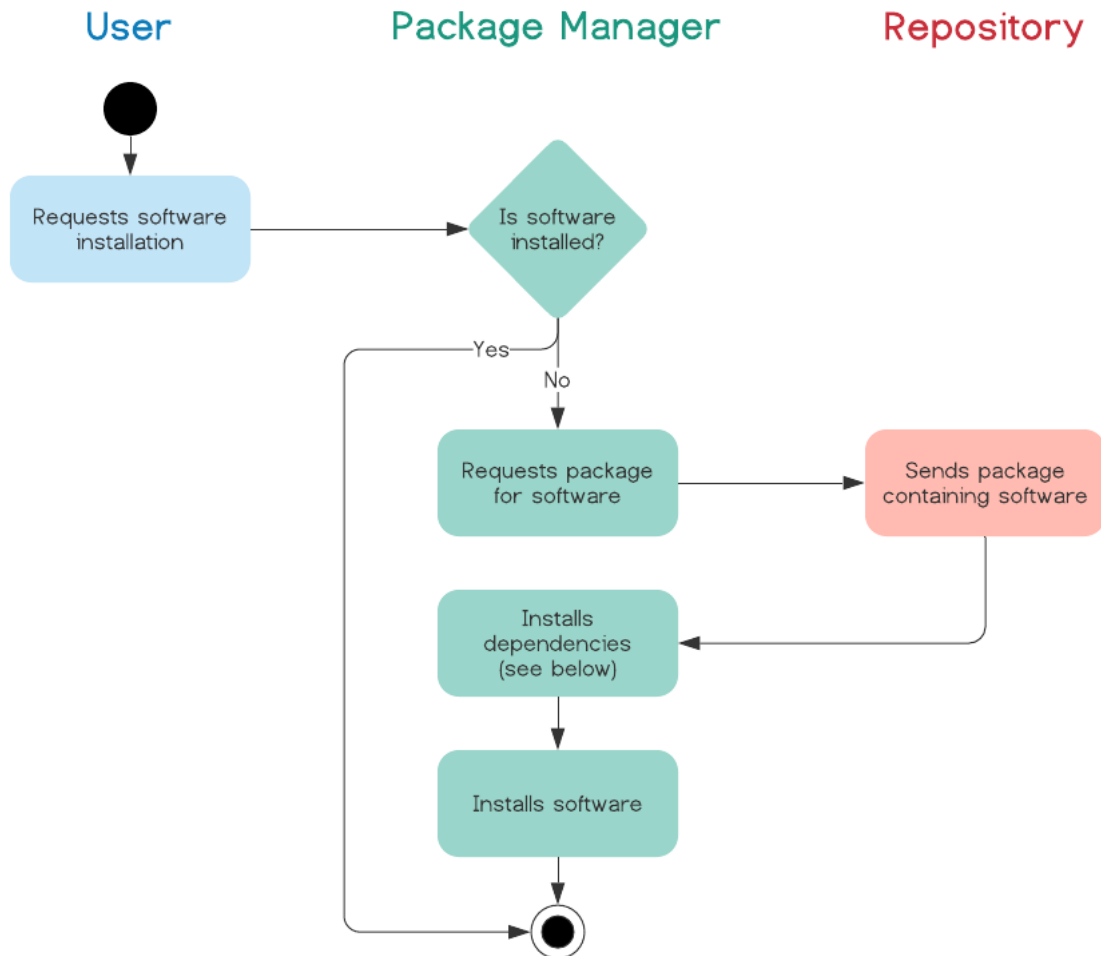 User
Package Manager
Repository
Requests software
installation
Is software
installed?
Yes
No
Requests package
for software
Sends package
containing software
Installs
dependencies
(see below)
Installs software